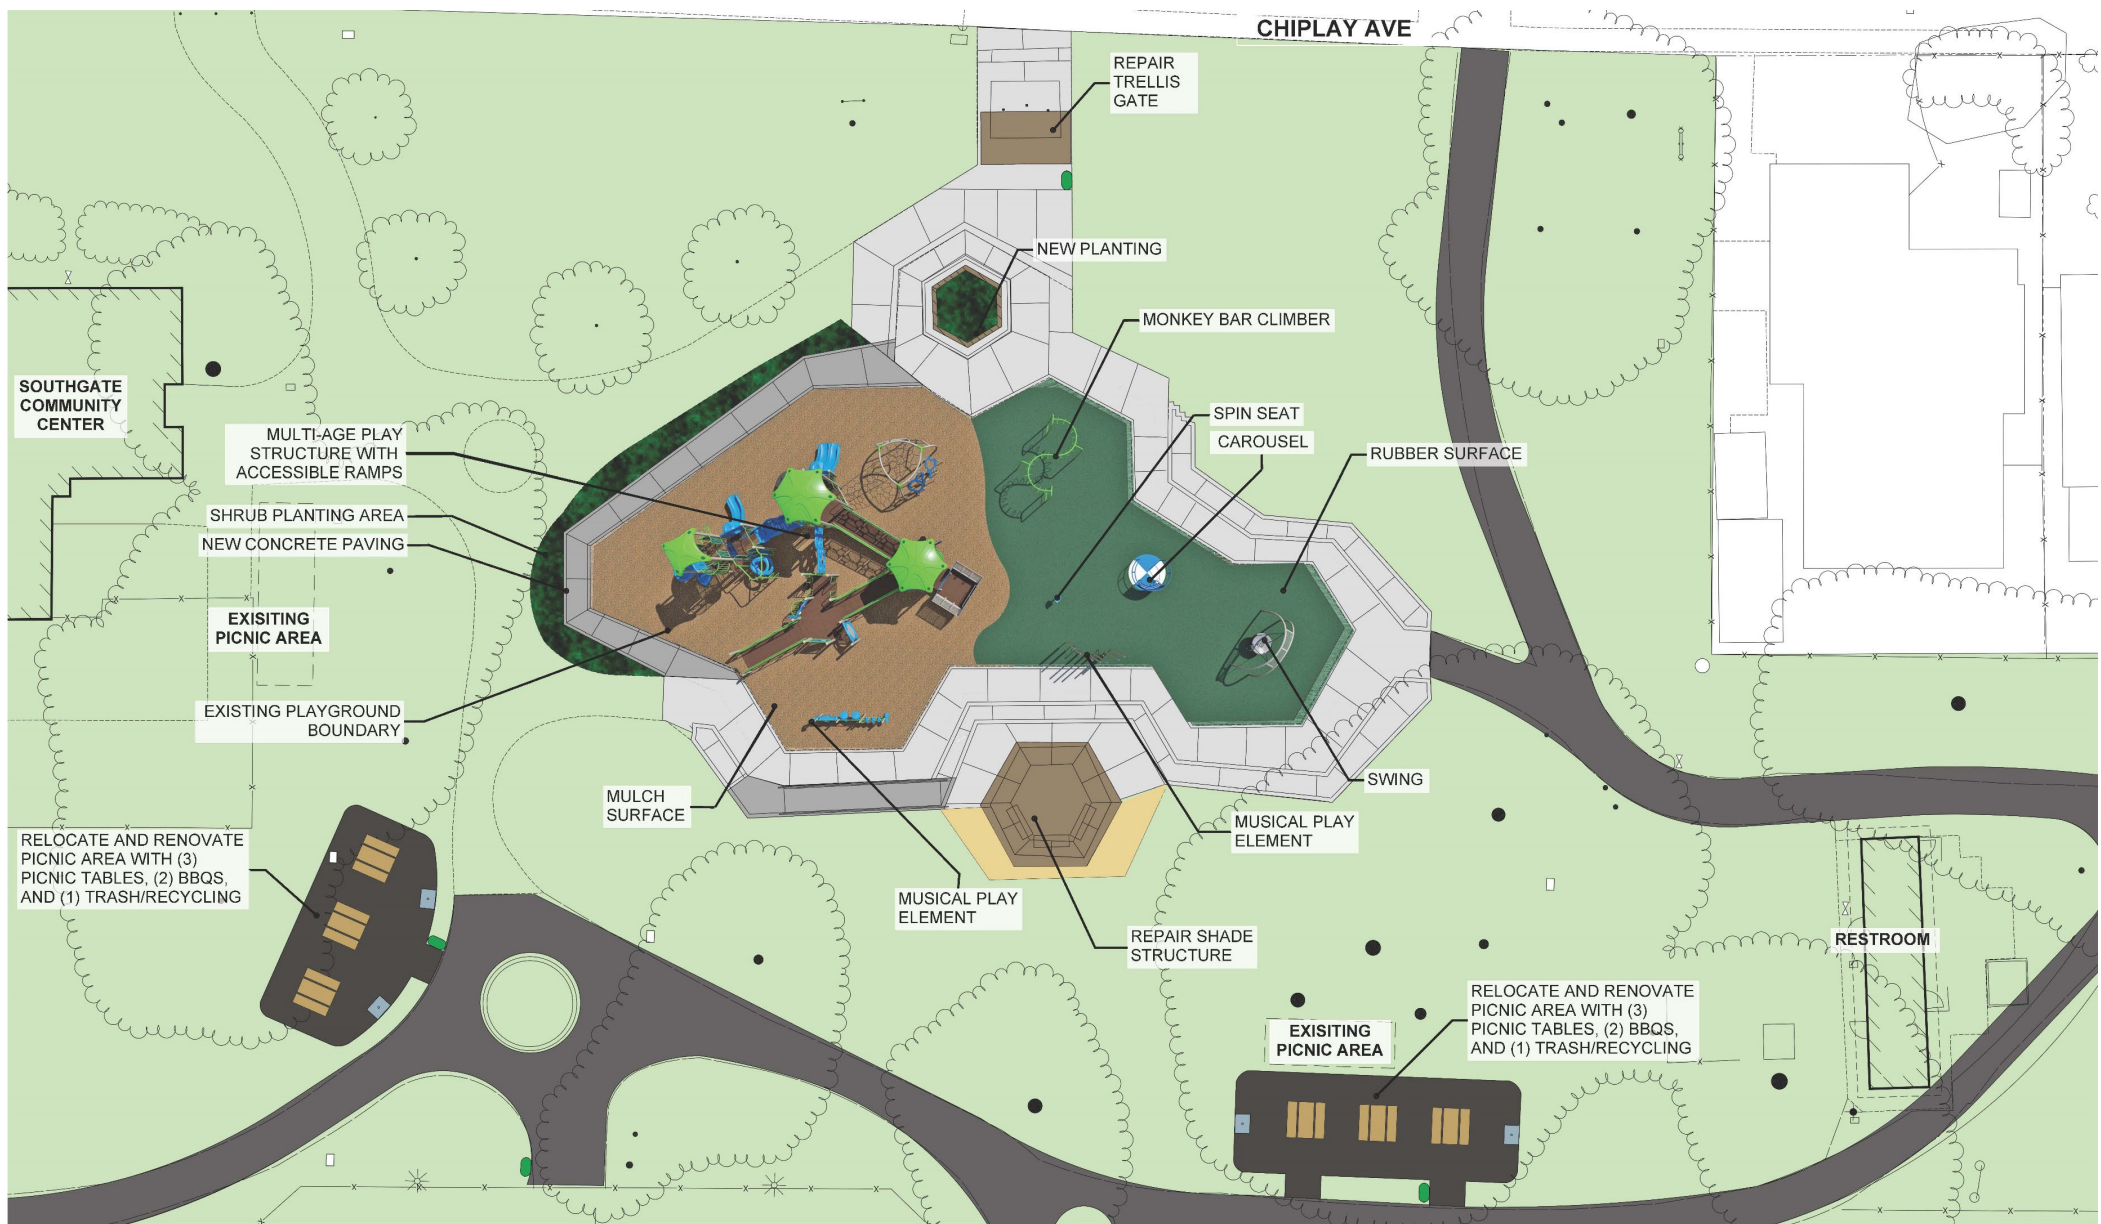 CHIPLAY AVE
REPAIR
TRELLIS
GATE
NEW PLANTING
MONKEY BAR CLIMBER
SOUTHGATE
COMMUNITY
CENTER
MULTI-AGE PLAY
STRUCTURE WITH
ACCESSIBLE RAMPS
SPIN SEAT
CAROUSEL
RUBBER SURFACE
SHRUB PLANTING AREA
NEW CONCRETE PAVING
EXISITING
PICNIC AREA
EXISTING PLAYGROUND
BOUNDARY
MULCH
SURFACE
SWING
MUSICAL PLAY
ELEMENT
RELOCATE AND RENOVATE
PICNIC AREA WITH (3)
PICNIC TABLES, (2) BBQS,
AND (1) TRASH/RECYCLING
MUSICAL PLAY
ELEMENT
REPAIR SHADE
STRUCTURE
RESTROOM
RELOCATE AND RENOVATE
PICNIC AREA WITH (3)
PICNIC TABLES, (2) BBQS,
AND (1) TRASH/RECYCLING
EXISITING
PICNIC AREA